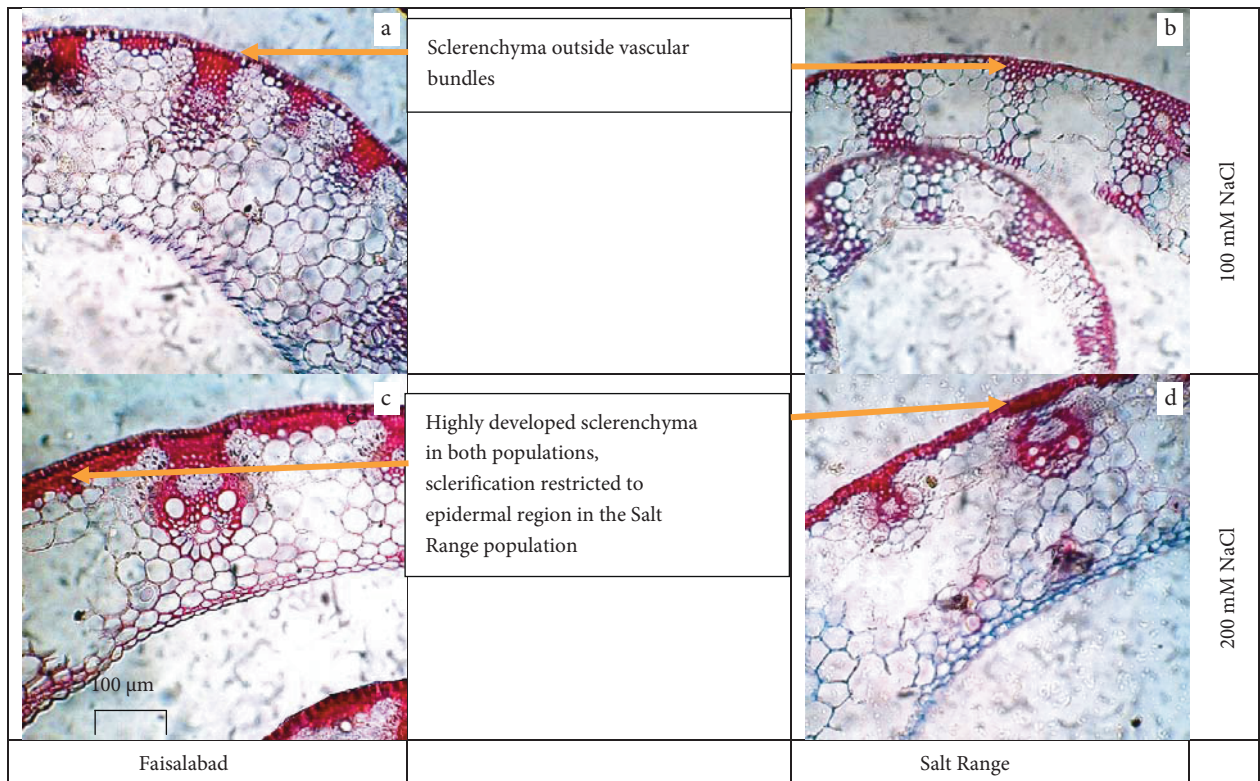 a
Sclerenchyma outside vascular
bundles
b
100 mM NaCl
c
Highly developed sclerenchyma
in both populations,
sclerification restricted to
epidermal region in the Salt
Range population
d
200 mM NaCl
100 μm
Faisalabad
Salt Range